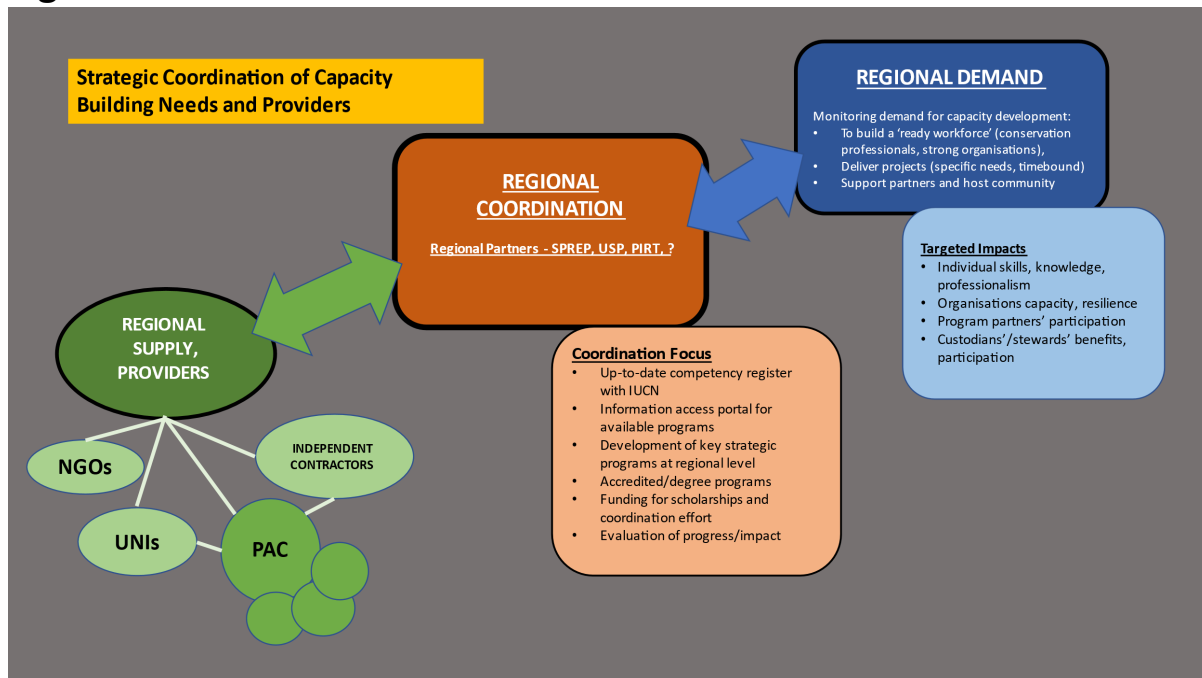 Strategic Coordination of Capacity
Building Needs and Providers
REGIONAL DEMAND
Monitoring demand for capacity development:
• To build a ‘ready workforce’ (conservation
professionals, strong organisations),
• Deliver projects (specific needs, timebound)
• Support partners and host community
REGIONAL
COORDINATION
Regional Partners - SPREP, USP, PIRT, ?
Targeted Impacts
• Individual skills, knowledge,
professionalism
• Organisations capacity, resilience
• Program partners’ participation
• Custodians’/stewards’ benefits,
participation
REGIONAL
SUPPLY,
PROVIDERS
Coordination Focus
• Up-to-date competency register
with IUCN
• Information access portal for
available programs
• Development of key strategic
programs at regional level
• Accredited/degree programs
• Funding for scholarships and
coordination effort
• Evaluation of progress/impact
NGOs
INDEPENDENT
CONTRACTORS
UNIs
PAC